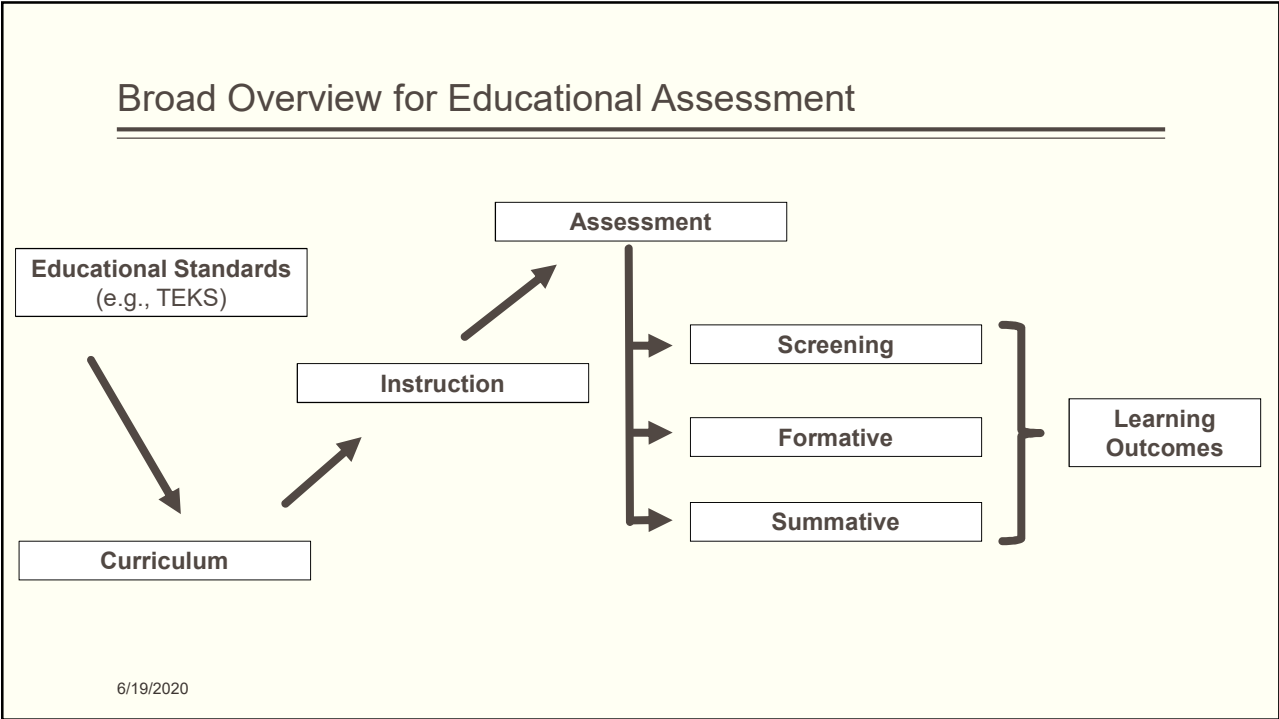 Broad Overview for Educational Assessment
Assessment
Educational Standards
(e.g., TEKS)
Screening
Instruction
Learning
Outcomes
Formative
Summative
Curriculum
6/19/2020